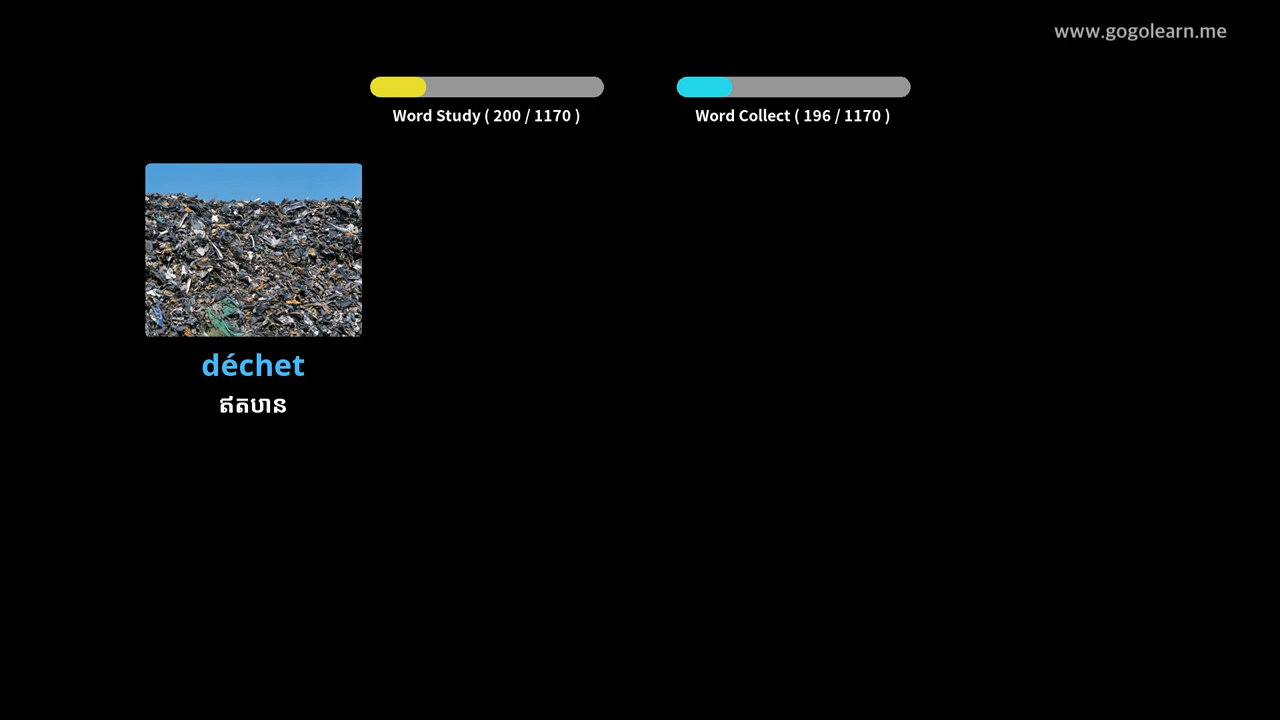 www.gogolearn.me
Word Study ( 200 / 1170 )
Word Collect ( 196 / 1170 )
déchet
ឥតបាន